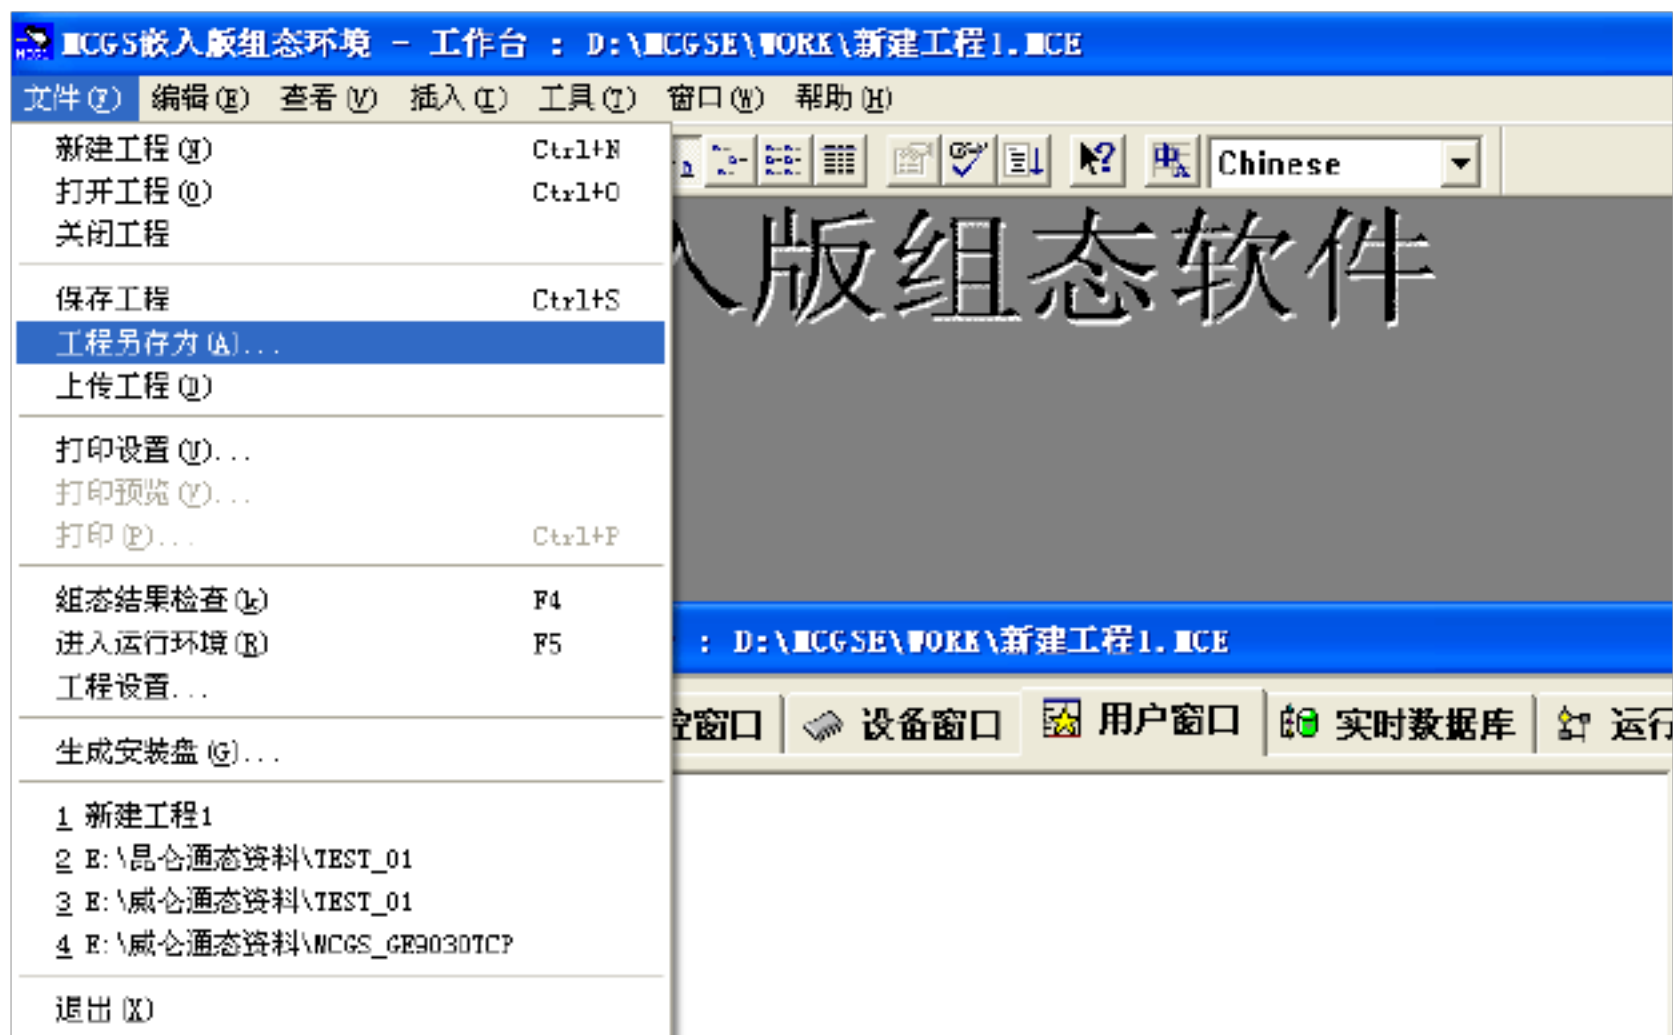 MCGS嵌入版组态环境 - 工作台 : D:\MCGSE\WORK\新建工程1.MCE
文件(F) 编辑(E) 查看(V) 插入(I) 工具(T) 窗口(W) 帮助(H)
新建工程(N) Ctrl+N
打开工程(O) Ctrl+O
关闭工程
保存工程 Ctrl+S
工程另存为(A)...
上传工程(D)
打印设置(U)...
打印预览(V)...
打印(P)... Ctrl+P
组态结果检查(k) F4
进入运行环境(R) F5
工程设置...
生成安装盘(G)...
1 新建工程1
2 E:\昆仑通态资料\TEST_01
3 E:\威仑通态资料\TEST_01
4 E:\威仑通态资料\MCGS_GE9030TCP
退出(X)
Chinese
入版组态软件
: D:\MCGSE\WORK\新建工程1.MCE
控窗口 设备窗口 用户窗口 实时数据库 运行